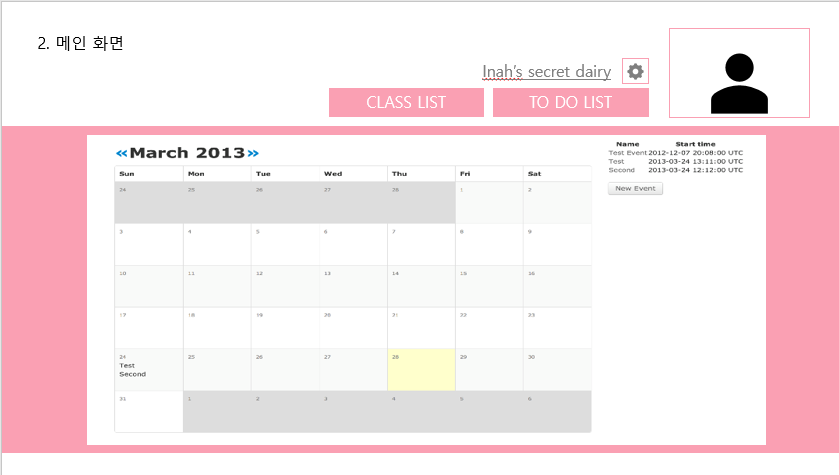 2. 메인 화면
Inah's secret dairy
CLASS LIST TO DO LIST
«March 2013»
Sun Mon Tue Wed Thu Fri Sat
24 25 26 27 28 1 2
3 4 5 6 7 8 9
10 11 12 13 14 15 16
17 18 19 20 21 22 23
24 25 26 27 28 29 30
Test
Second
31 1 2 3 4 5 6
Name Start time
Test Event 2012-12-07 20:08:00 UTC
Test 2013-03-24 13:11:00 UTC
Second 2013-03-24 12:12:00 UTC
New Event